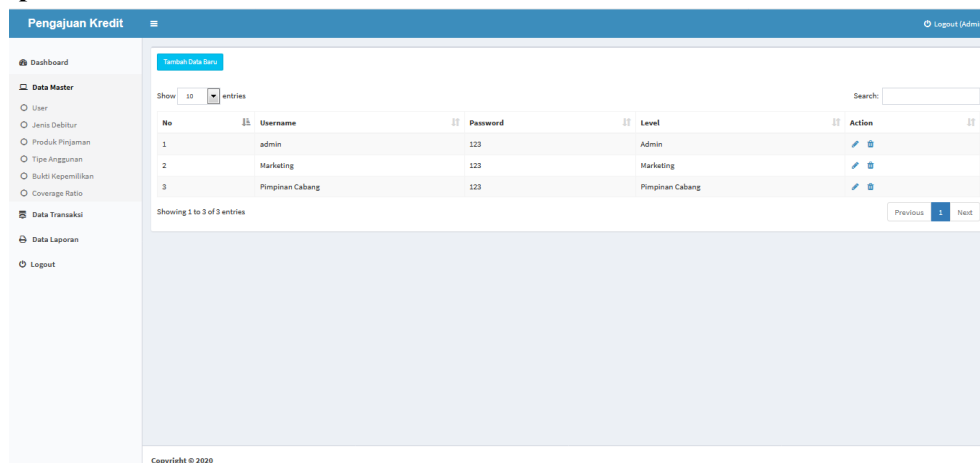 Pengajuan Kredit
Logout (Admi
Dashboard
Data Master
User
Jenis Debitur
Produk Pinjaman
Tipe Anggunan
Bukti Kepemilikan
Coverage Ratio
Data Transaksi
Data Laporan
Logout
Tambah Data Baru
Show 10 entries
Search:
No Username Password Level Action
1 admin 123 Admin
2 Marketing 123 Marketing
3 Pimpinan Cabang 123 Pimpinan Cabang
Showing 1 to 3 of 3 entries
Previous 1 Next
Copyright © 2020